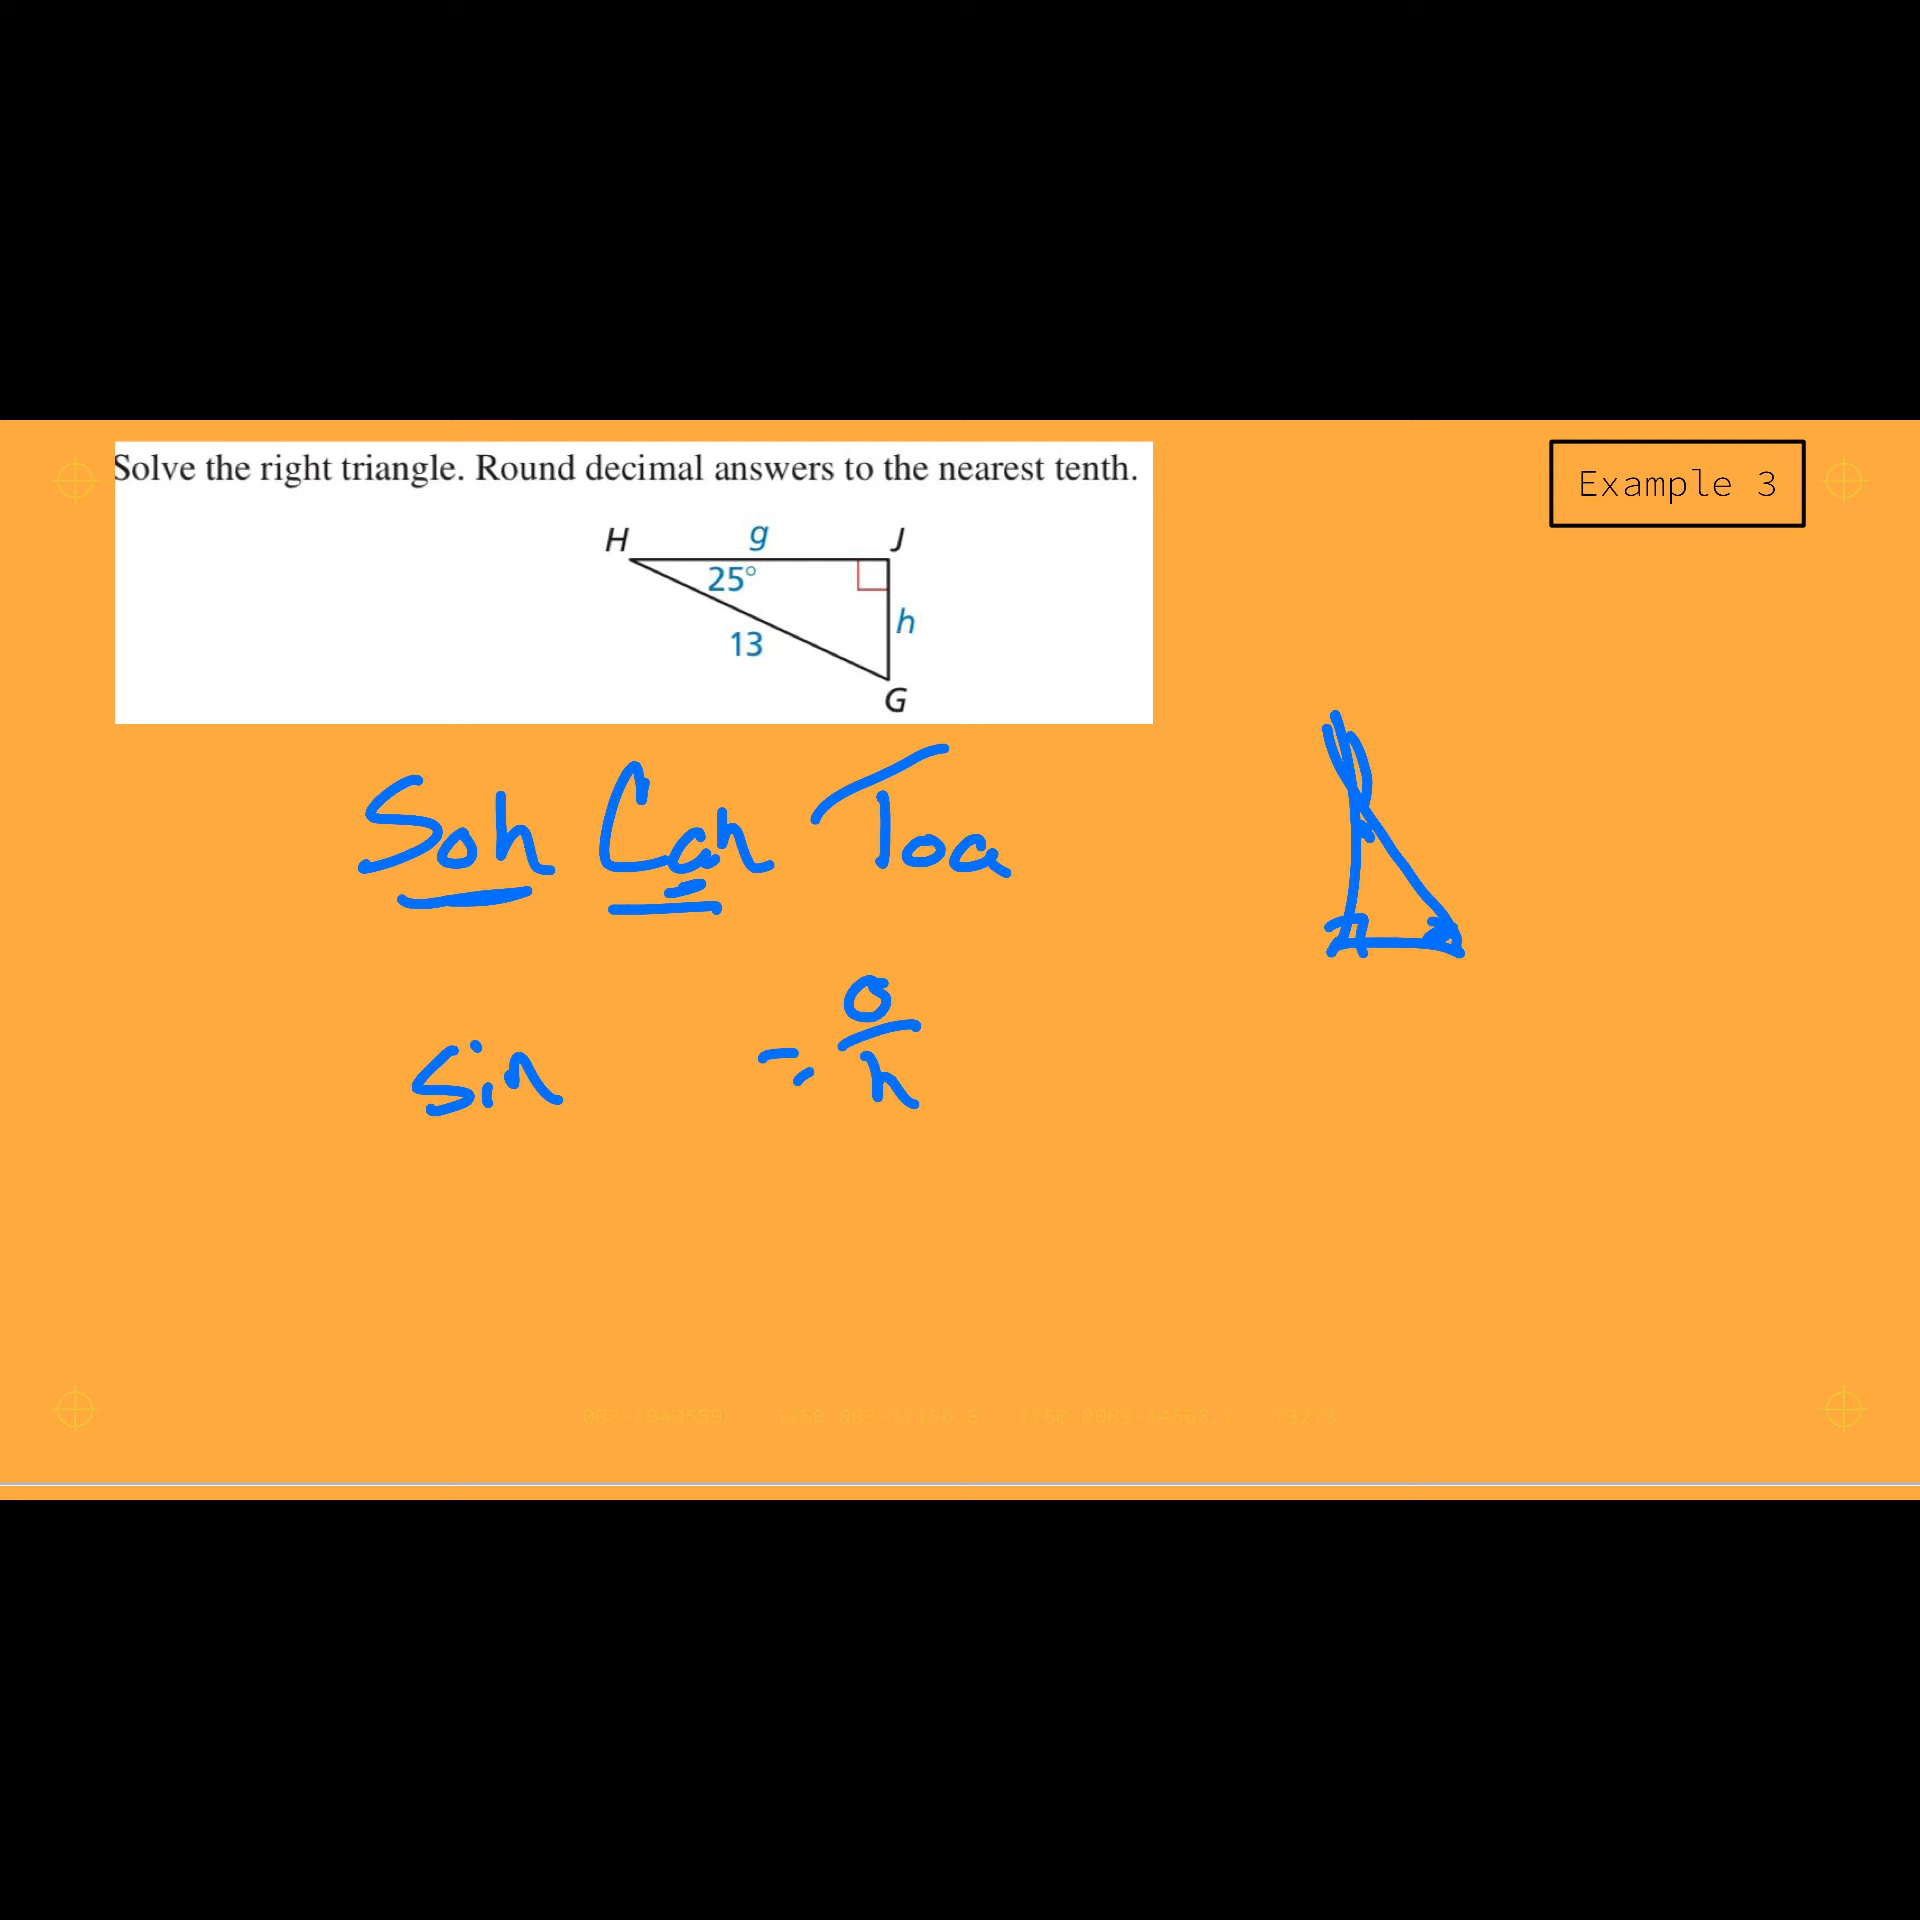 Solve the right triangle. Round decimal answers to the nearest tenth.
Example 3
H g J
25°
h
13
G
Soh Cah Toa
sin = o
h